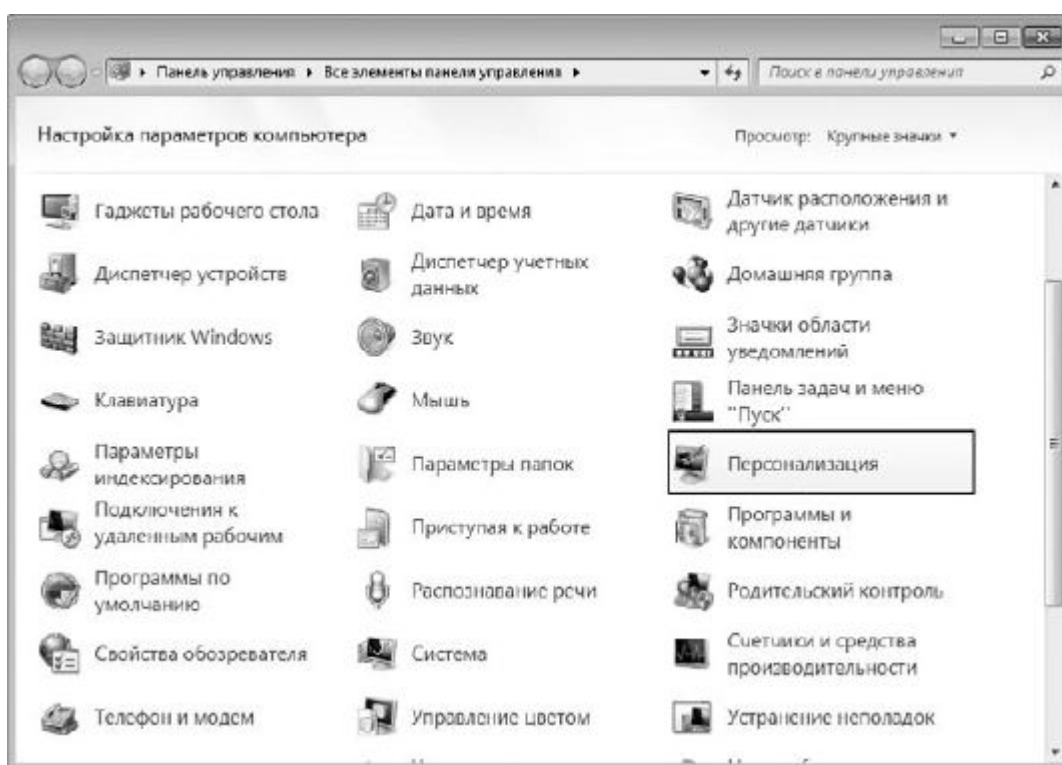 Панель управления ▸ Все элементы панели управления ▸
Поиск в панели управления
Настройка параметров компьютера
Просмотр: Крупные значки
Гаджеты рабочего стола
Дата и время
Датчик расположения и
другие датчики
Диспетчер устройств
Диспетчер учетных
данных
Домашняя группа
Защитник Windows
Звук
Значки области
уведомлений
Клавиатура
Мышь
Панель задач и меню
"Пуск"
Параметры
индексирования
Параметры папок
Персонализация
Подключения к
удаленным рабочим
Приступая к работе
Программы и
компоненты
Программы по
умолчанию
Распознавание речи
Родительский контроль
Свойства обозревателя
Система
Счетчики и средства
производительности
Телефон и модем
Управление цветом
Устранение неполадок